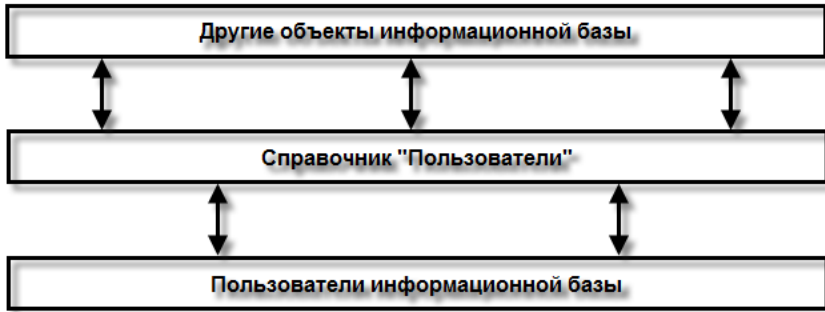 Другие объекты информационной базы
Справочник "Пользователи"
Пользователи информационной базы